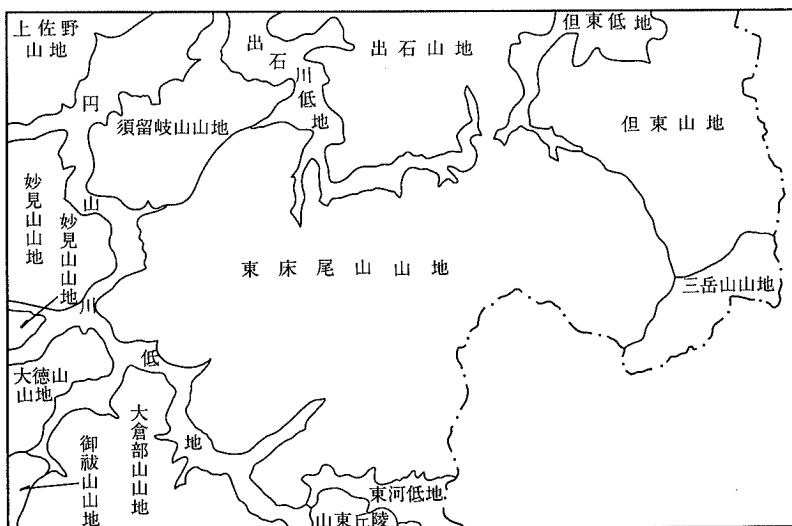 上佐野
山地
出石川低地
出石山地
但東低地
円山川低地
須留岐山山地
但東山地
妙見山山地
妙見山山地
東床尾山山地
三岳山山地
大徳山
山地
大倉部山山地
御祓山山地
東河低地
山東丘陵